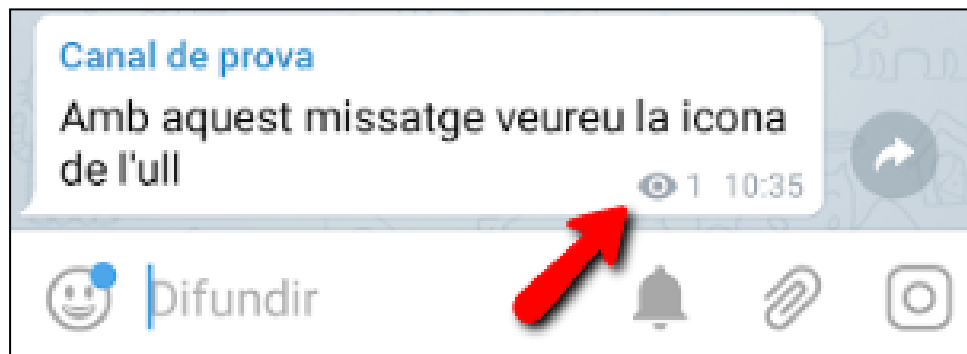 Canal de prova
Amb aquest missatge veureu la icona
de l'ull
1 10:35
Difundir